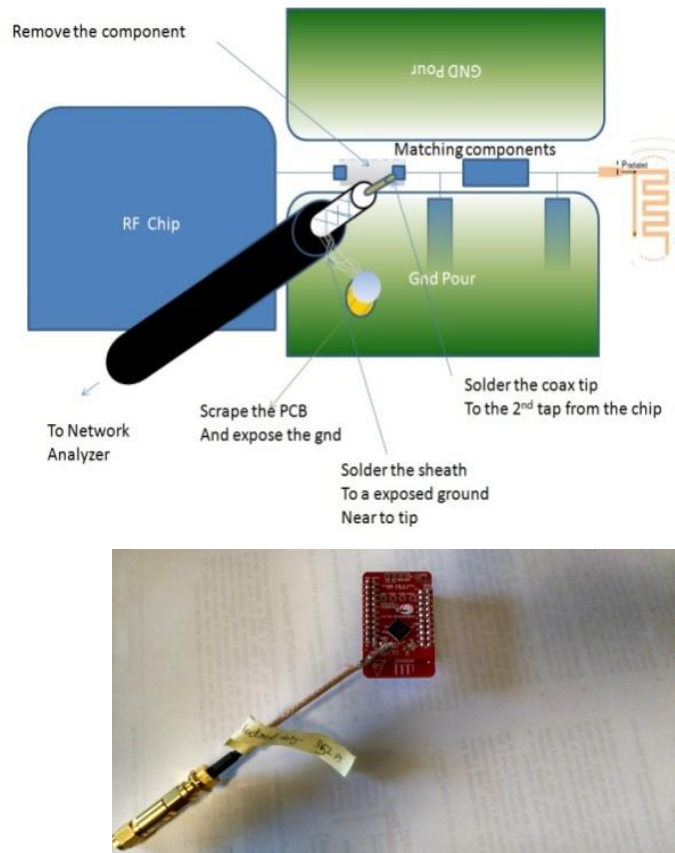 Remove the component
GND Pour
Matching components
Pradiated
RF Chip
Gnd Pour
Solder the coax tip
To the 2nd tap from the chip
Scrape the PCB
And expose the gnd
To Network
Analyzer
Solder the sheath
To a exposed ground
Near to tip